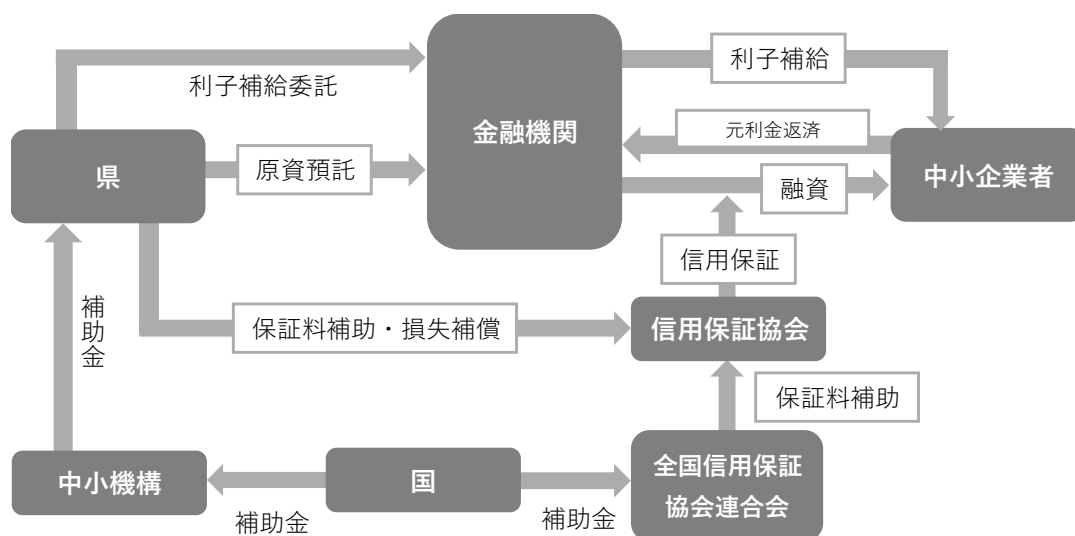 利子補給
利子補給委託
金融機関
元利金返済
県
原資預託
融資
中小企業者
信用保証
補助金
保証料補助・損失補償
信用保証協会
保証料補助
中小機構
国
全国信用保証
協会連合会
補助金
補助金